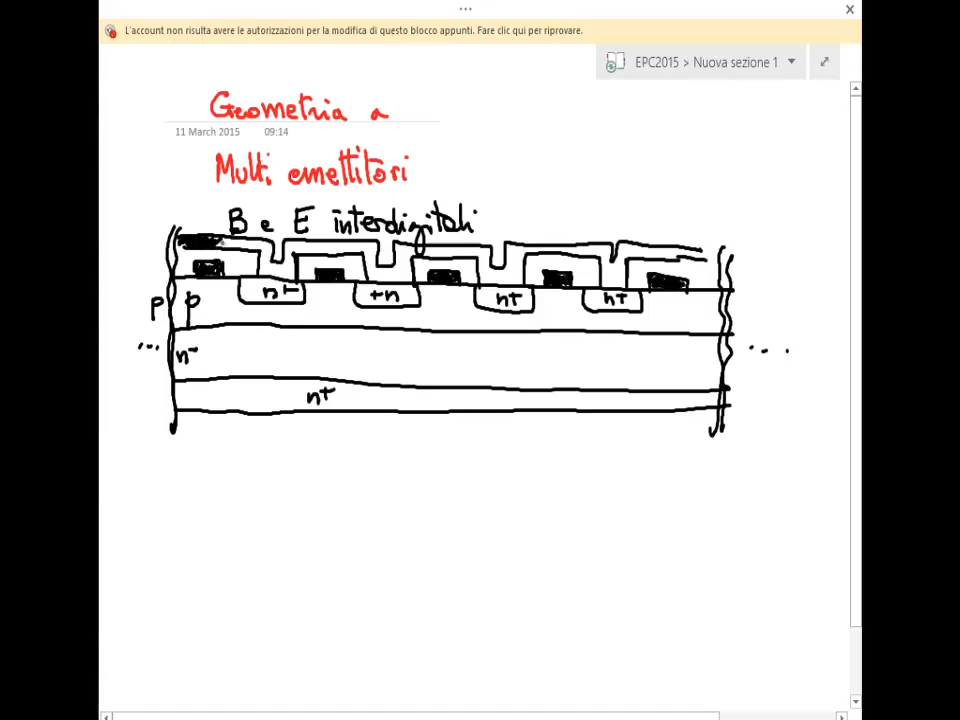 L'account non risulta avere le autorizzazioni per la modifica di questo blocco appunti. Fare clic qui per riprovare.
EPC2015 > Nuova sezione 1
Geometria a
11 March 2015 09:14
Multi emettitori
B e E interdigitali
n+ +n n+ n+
p p
... n- ...
n+